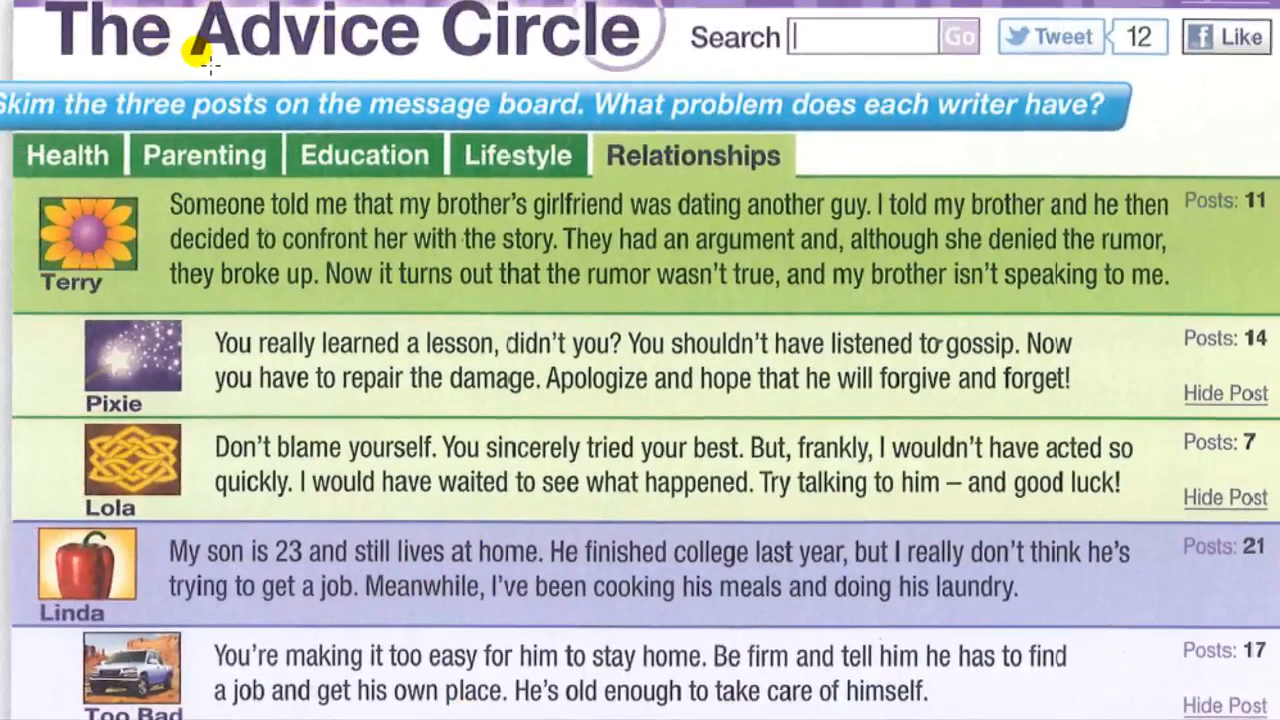 The Advice Circle
Search
Go
Tweet
12
Like
Skim the three posts on the message board. What problem does each writer have?
Health
Parenting
Education
Lifestyle
Relationships
Someone told me that my brother's girlfriend was dating another guy. I told my brother and he then
decided to confront her with the story. They had an argument and, although she denied the rumor,
they broke up. Now it turns out that the rumor wasn't true, and my brother isn't speaking to me.
Terry
Posts: 11
You really learned a lesson, didn't you? You shouldn't have listened to gossip. Now
you have to repair the damage. Apologize and hope that he will forgive and forget!
Pixie
Posts: 14
Hide Post
Don't blame yourself. You sincerely tried your best. But, frankly, I wouldn't have acted so
quickly. I would have waited to see what happened. Try talking to him – and good luck!
Lola
Posts: 7
Hide Post
My son is 23 and still lives at home. He finished college last year, but I really don't think he's
trying to get a job. Meanwhile, I've been cooking his meals and doing his laundry.
Linda
Posts: 21
You're making it too easy for him to stay home. Be firm and tell him he has to find
a job and get his own place. He's old enough to take care of himself.
Too Bad
Posts: 17
Hide Post